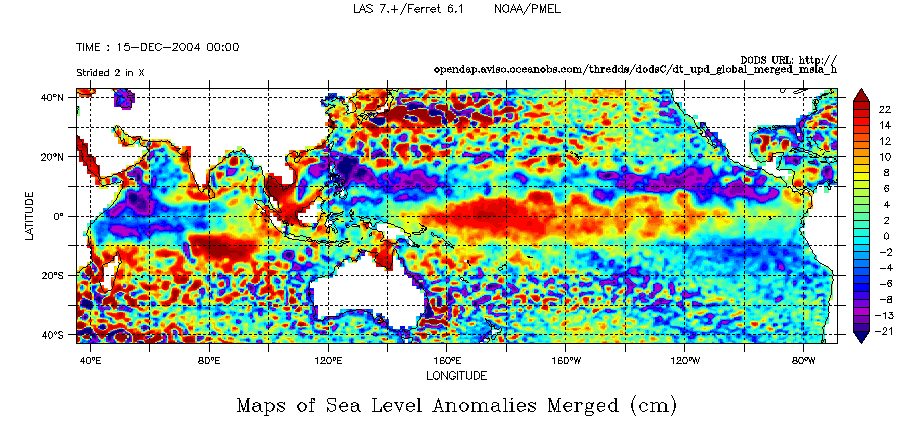 LAS 7.+/Ferret 6.1 NOAA/PMEL
TIME : 15-DEC-2004 00:00
DODS URL: http://
Strided 2 in X
opendap.aviso.oceanobs.com/thredds/dodsC/dt_upd_global_merged_msla_h
40°N
20°N
0°
20°S
40°S
LATITUDE
40°E 80°E 120°E 160°E 160°W 120°W 80°W
LONGITUDE
22
14
12
10
8
6
4
2
0
-2
-4
-6
-8
-13
-21
Maps of Sea Level Anomalies Merged (cm)